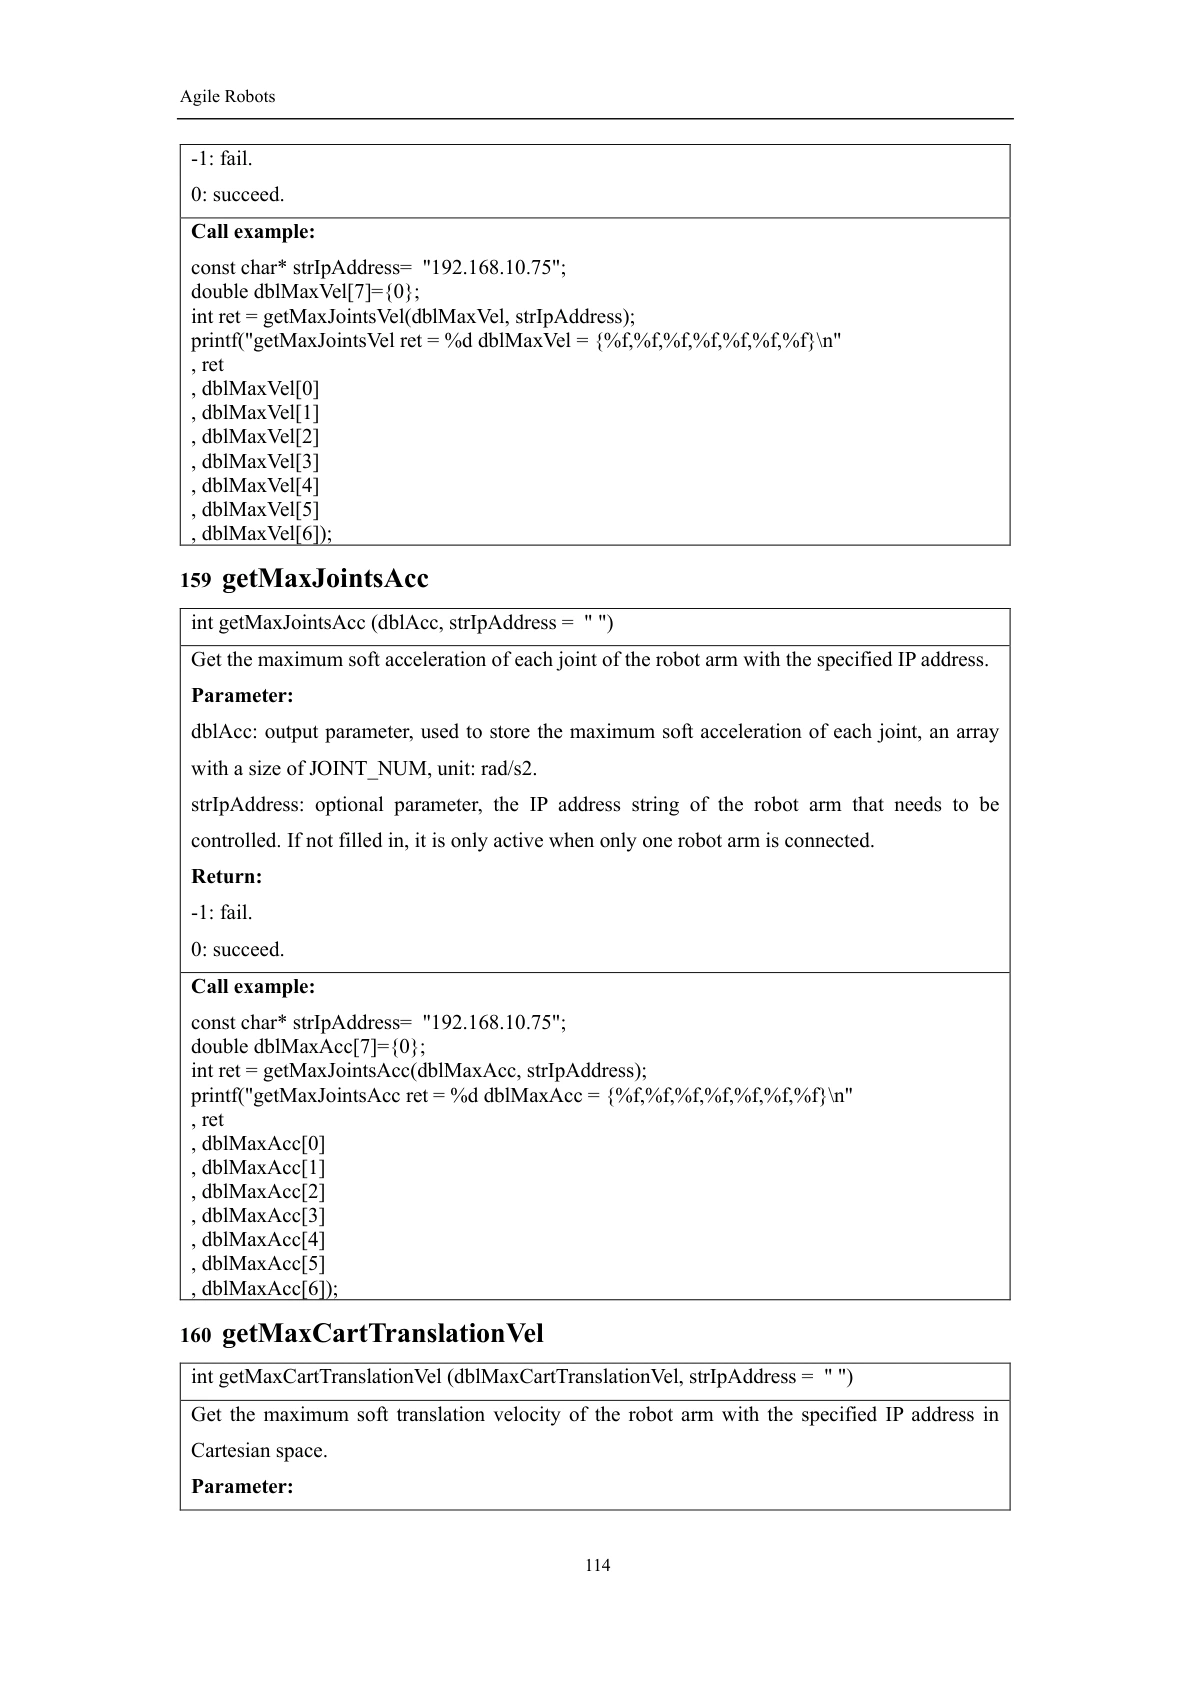 Agile Robots
-1: fail.
0: succeed.
Call example:
const char* strIpAddress=  "192.168.10.75";
double dblMaxVel[7]={0};
int ret = getMaxJointsVel(dblMaxVel, strIpAddress);
printf("getMaxJointsVel ret = %d dblMaxVel = {%f,%f,%f,%f,%f,%f,%f}\n"
, ret
, dblMaxVel[0]
, dblMaxVel[1]
, dblMaxVel[2]
, dblMaxVel[3]
, dblMaxVel[4]
, dblMaxVel[5]
, dblMaxVel[6]);
159 getMaxJointsAcc
int getMaxJointsAcc (dblAcc, strIpAddress =  " ")
Get the maximum soft acceleration of each joint of the robot arm with the specified IP address.
Parameter:
dblAcc: output parameter, used to store the maximum soft acceleration of each joint, an array
with a size of JOINT_NUM, unit: rad/s2.
strIpAddress: optional parameter, the IP address string of the robot arm that needs to be
controlled. If not filled in, it is only active when only one robot arm is connected.
Return:
-1: fail.
0: succeed.
Call example:
const char* strIpAddress=  "192.168.10.75";
double dblMaxAcc[7]={0};
int ret = getMaxJointsAcc(dblMaxAcc, strIpAddress);
printf("getMaxJointsAcc ret = %d dblMaxAcc = {%f,%f,%f,%f,%f,%f,%f}\n"
, ret
, dblMaxAcc[0]
, dblMaxAcc[1]
, dblMaxAcc[2]
, dblMaxAcc[3]
, dblMaxAcc[4]
, dblMaxAcc[5]
, dblMaxAcc[6]);
160 getMaxCartTranslationVel
int getMaxCartTranslationVel (dblMaxCartTranslationVel, strIpAddress =  " ")
Get the maximum soft translation velocity of the robot arm with the specified IP address in
Cartesian space.
Parameter:
114